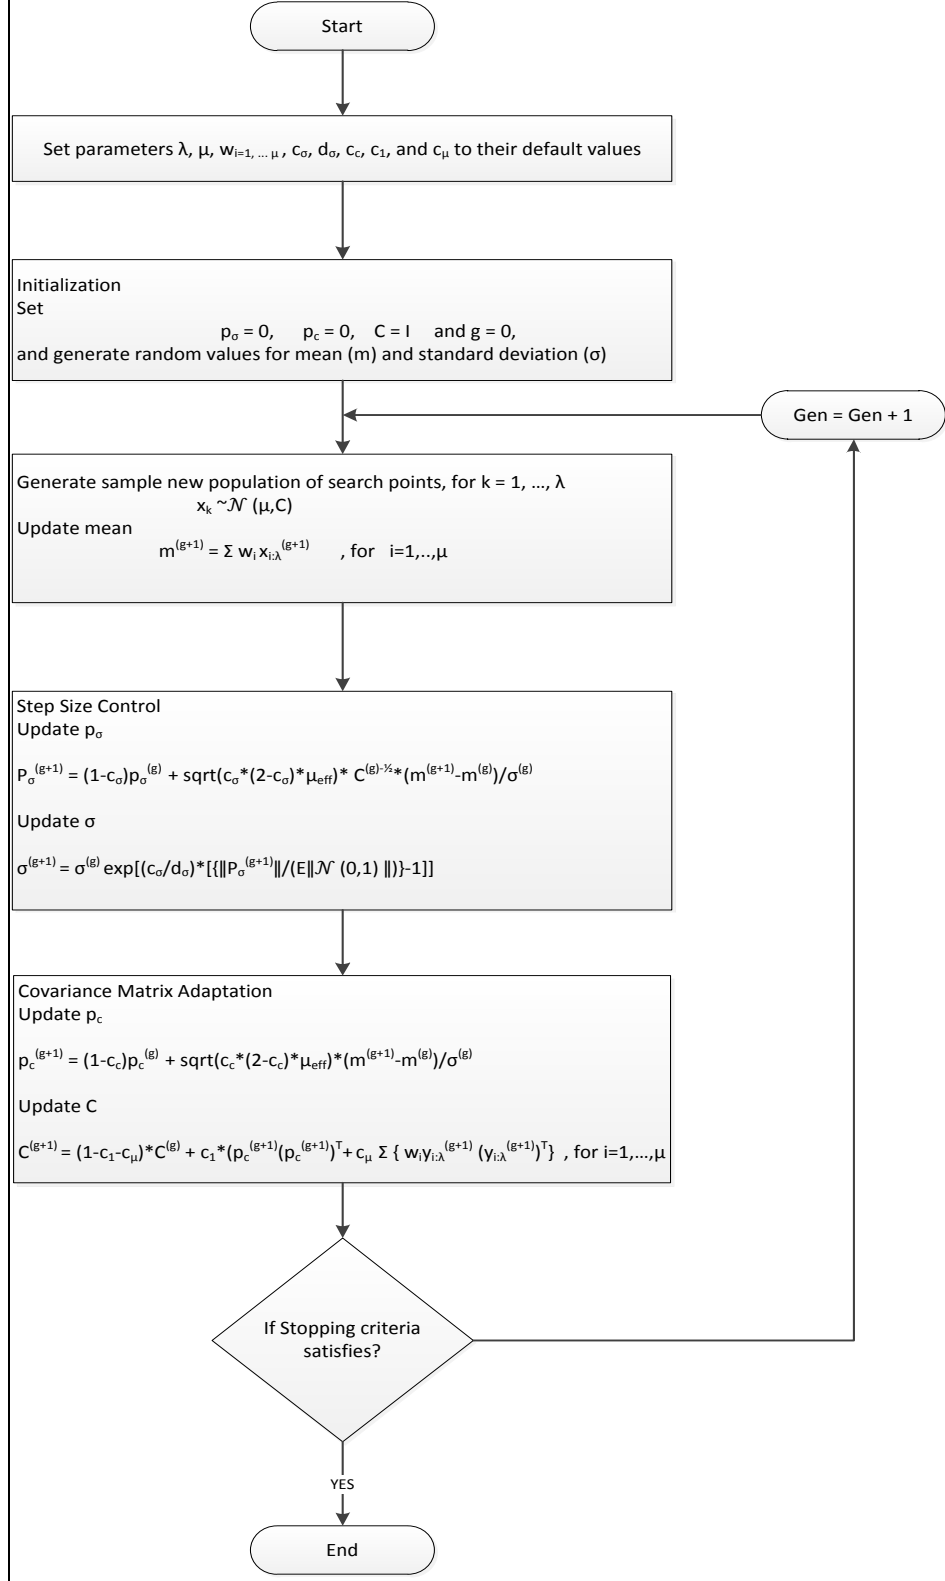 Start
Set parameters λ, μ, w_{i=1, ... μ} , c_σ, d_σ, c_c, c_1, and c_μ to their default values
Initialization
Set
p_σ = 0, p_c = 0, C = I and g = 0,
and generate random values for mean (m) and standard deviation (σ)
Gen = Gen + 1
Generate sample new population of search points, for k = 1, ..., λ
x_k ~𝒩 (μ,C)
Update mean
m^{(g+1)} = Σ w_i x_{i:λ}^{(g+1)} , for i=1,..,μ
Step Size Control
Update p_σ
P_σ^{(g+1)} = (1-c_σ)p_σ^{(g)} + sqrt(c_σ*(2-c_σ)*μ_{eff})* C^{(g)-½}*(m^{(g+1)}-m^{(g)})/σ^{(g)}
Update σ
σ^{(g+1)} = σ^{(g)} exp[(c_σ/d_σ)*[{‖P_σ^{(g+1)}‖/(E‖𝒩 (0,1) ‖)}-1]]
Covariance Matrix Adaptation
Update p_c
p_c^{(g+1)} = (1-c_c)p_c^{(g)} + sqrt(c_c*(2-c_c)*μ_{eff})*(m^{(g+1)}-m^{(g)})/σ^{(g)}
Update C
C^{(g+1)} = (1-c_1-c_μ)*C^{(g)} + c_1*(p_c^{(g+1)}(p_c^{(g+1)})^T+ c_μ Σ { w_iy_{i:λ}^{(g+1)} (y_{i:λ}^{(g+1)})^T} , for i=1,...,μ
If Stopping criteria
satisfies?
YES
End